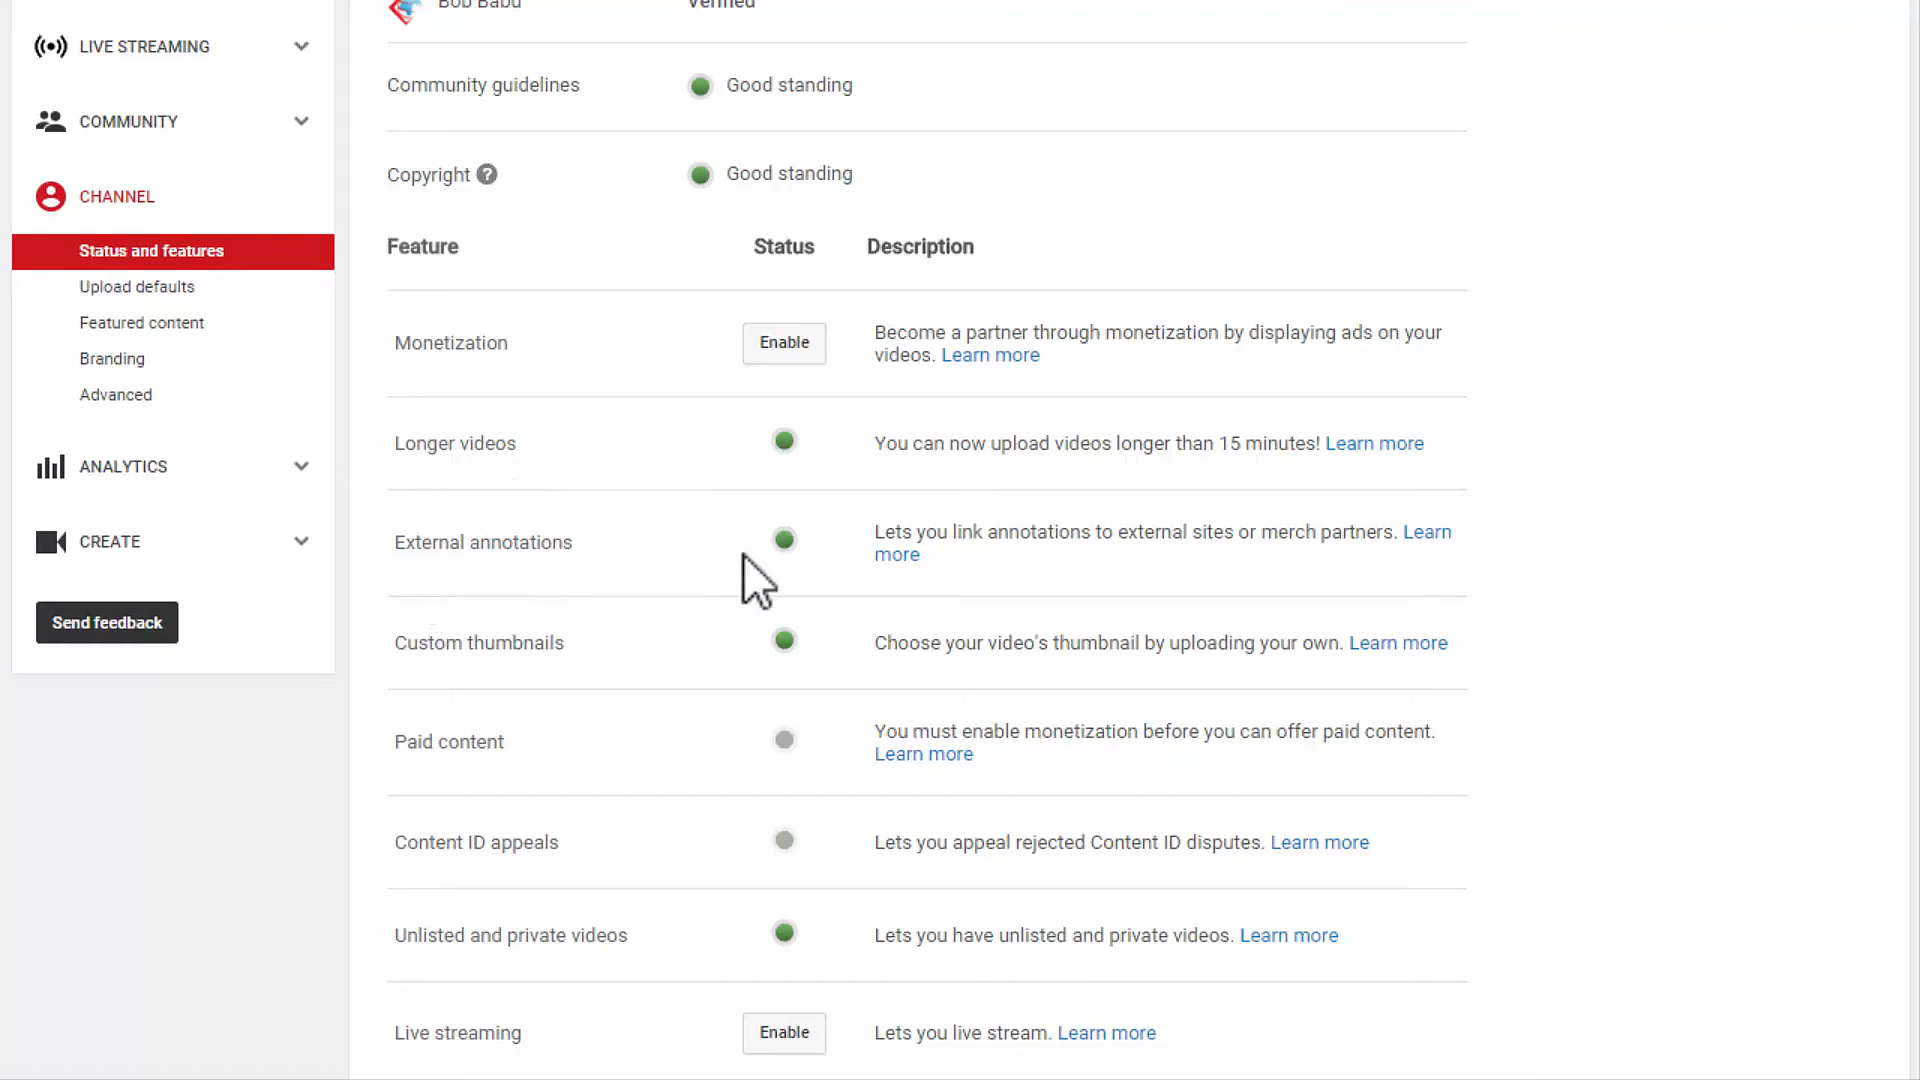 Bob Babu
Verified
LIVE STREAMING
COMMUNITY
CHANNEL
Status and features
Upload defaults
Featured content
Branding
Advanced
ANALYTICS
CREATE
Send feedback
Community guidelines
Good standing
Copyright ?
Good standing
Feature Status Description
Monetization
Enable
Become a partner through monetization by displaying ads on your
videos. Learn more
Longer videos
You can now upload videos longer than 15 minutes! Learn more
External annotations
Lets you link annotations to external sites or merch partners. Learn
more
Custom thumbnails
Choose your video's thumbnail by uploading your own. Learn more
Paid content
You must enable monetization before you can offer paid content.
Learn more
Content ID appeals
Lets you appeal rejected Content ID disputes. Learn more
Unlisted and private videos
Lets you have unlisted and private videos. Learn more
Live streaming
Enable
Lets you live stream. Learn more